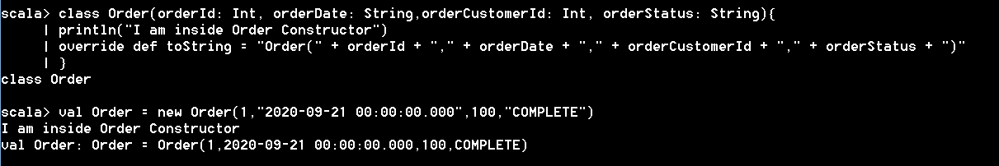 scala> class Order(orderId: Int, orderDate: String,orderCustomerId: Int, orderStatus: String){
     | println("I am inside Order Constructor")
     | override def toString = "Order(" + orderId + "," + orderDate + "," + orderCustomerId + "," + orderStatus + ")"
     | }
class Order
scala> val Order = new Order(1,"2020-09-21 00:00:00.000",100,"COMPLETE")
I am inside Order Constructor
val Order: Order = Order(1,2020-09-21 00:00:00.000,100,COMPLETE)